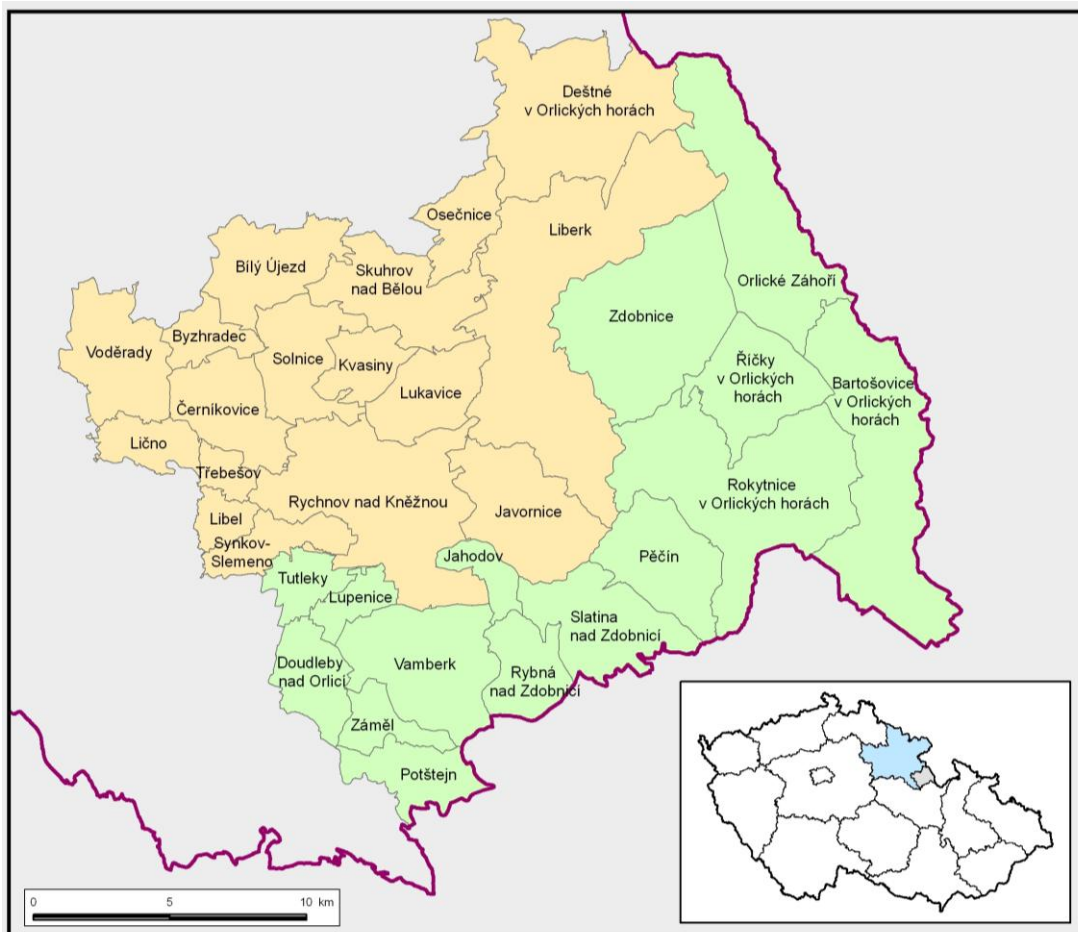 Deštné
v Orlických horách
Osečnice
Liberk
Bílý Újezd
Skuhrov
nad Bělou
Orlické Záhoří
Zdobnice
Byzhradec
Voděrady
Solnice
Kvasiny
Říčky
v Orlických
horách
Lukavice
Bartošovice
v Orlických
horách
Černíkovice
Lično
Třebešov
Rychnov nad Kněžnou
Rokytnice
v Orlických horách
Javornice
Libel
Synkov-
Slemeno
Jahodov
Pěčín
Tutleky
Lupenice
Slatina
nad Zdobnicí
Doudleby
nad Orlicí
Vamberk
Rybná
nad Zdobnicí
Záměl
Potštejn
0 5 10 km